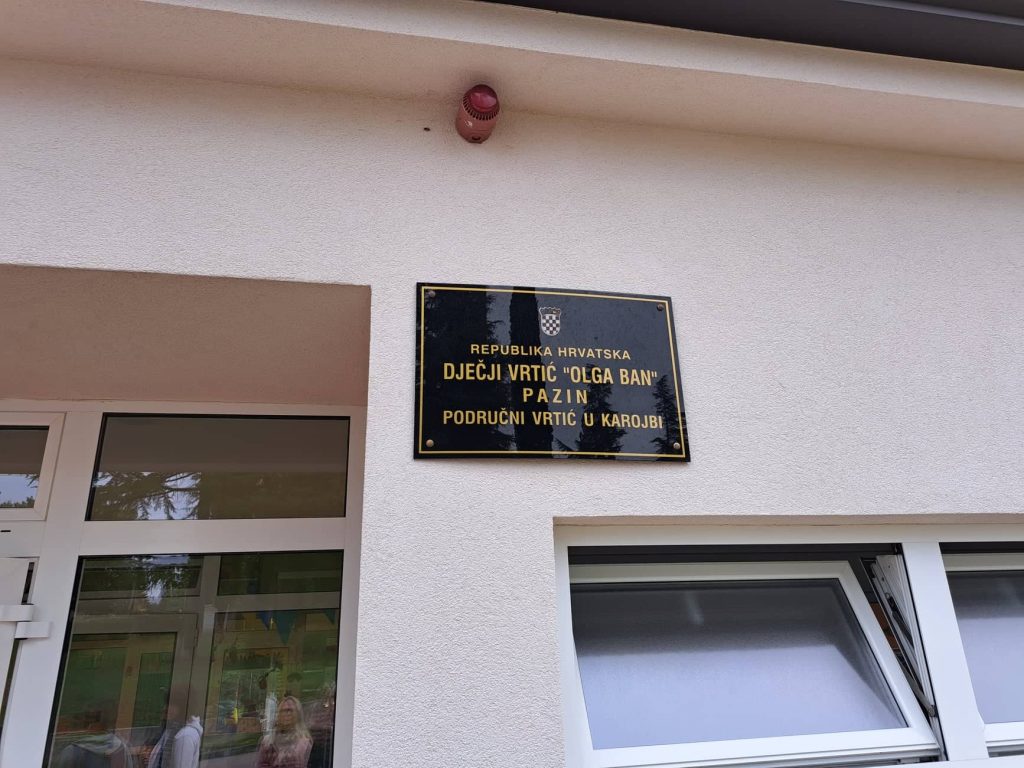 REPUBLIKA HRVATSKA
DJEČJI VRTIĆ "OLGA BAN"
PAZIN
PODRUČNI VRTIĆ U KAROJBI